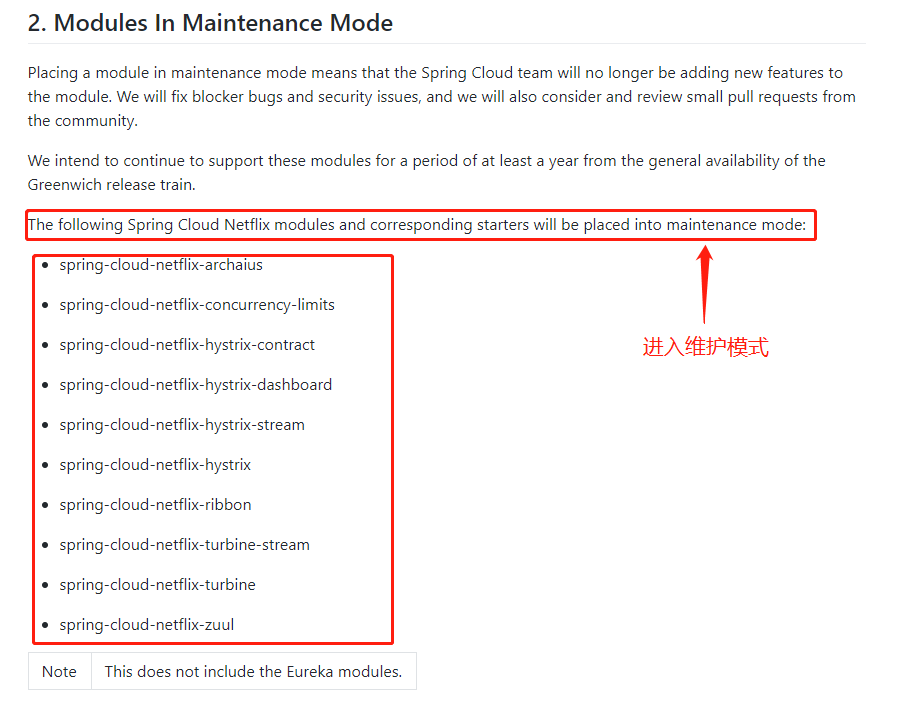 2. Modules In Maintenance Mode
Placing a module in maintenance mode means that the Spring Cloud team will no longer be adding new features to
the module. We will fix blocker bugs and security issues, and we will also consider and review small pull requests from
the community.
We intend to continue to support these modules for a period of at least a year from the general availability of the
Greenwich release train.
The following Spring Cloud Netflix modules and corresponding starters will be placed into maintenance mode:
spring-cloud-netflix-archaius
spring-cloud-netflix-concurrency-limits
spring-cloud-netflix-hystrix-contract
进入维护模式
spring-cloud-netflix-hystrix-dashboard
spring-cloud-netflix-hystrix-stream
spring-cloud-netflix-hystrix
spring-cloud-netflix-ribbon
spring-cloud-netflix-turbine-stream
spring-cloud-netflix-turbine
spring-cloud-netflix-zuul
Note This does not include the Eureka modules.